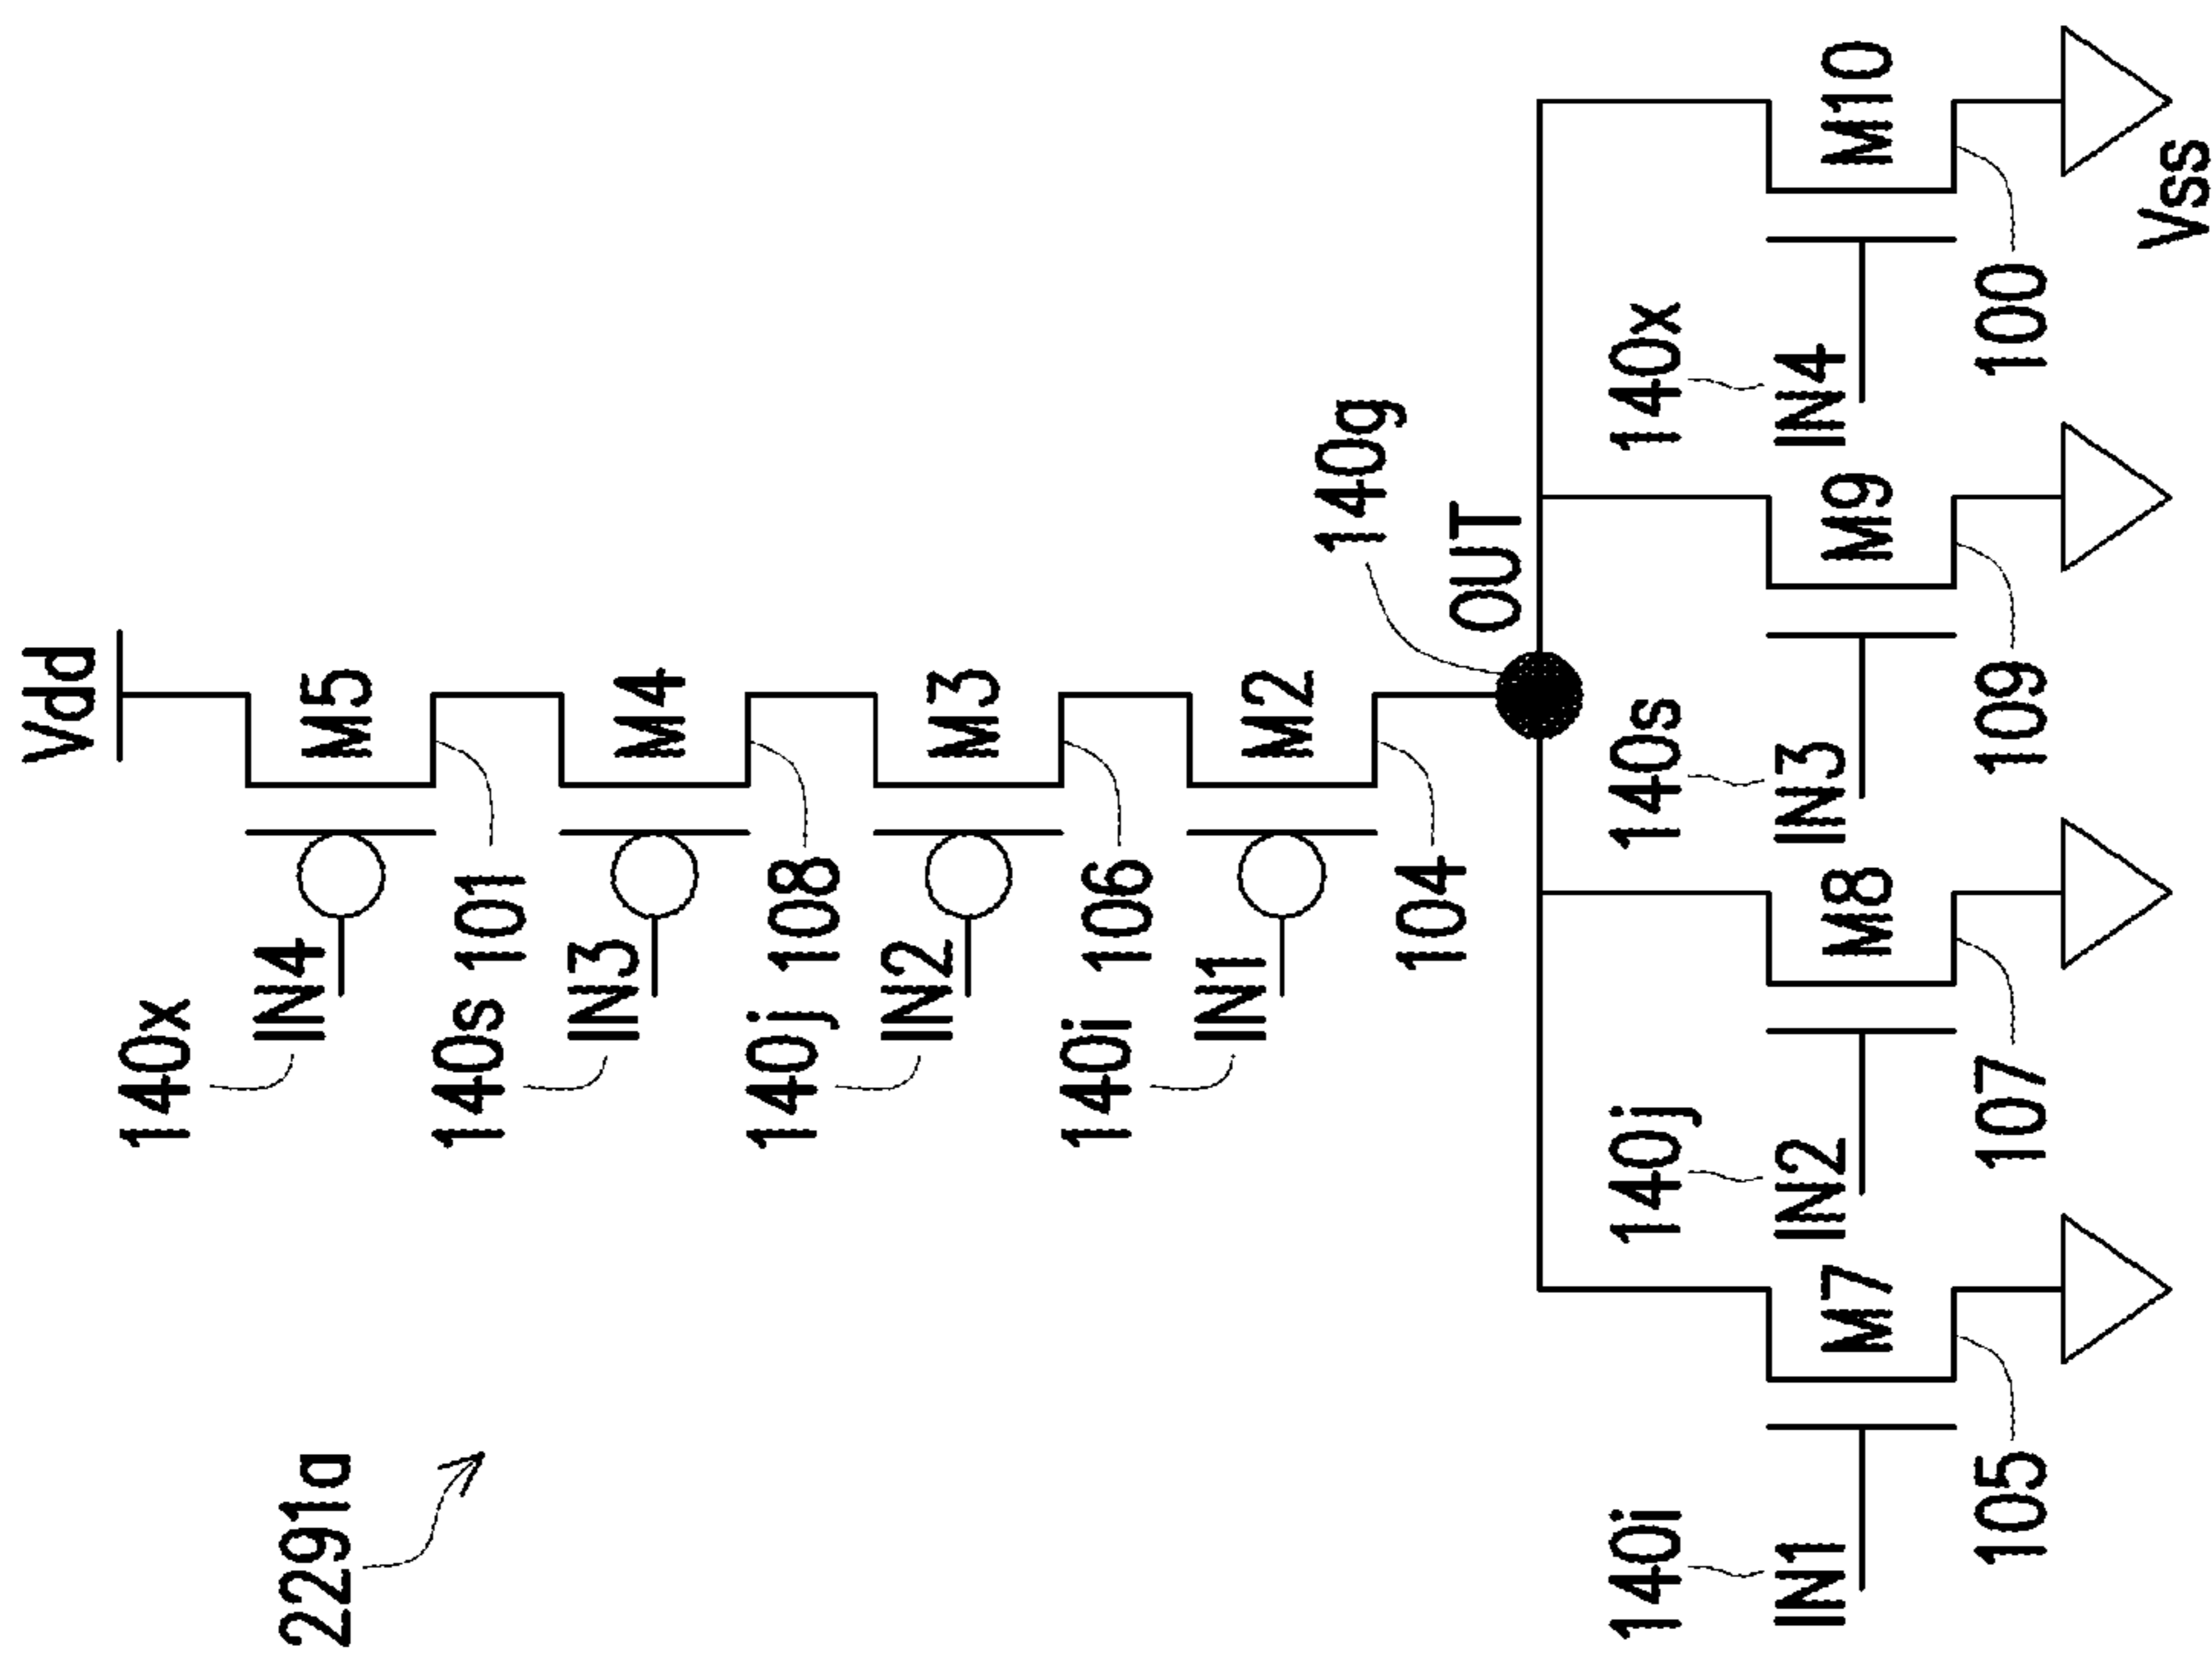 2291a
Vdd
140x
IN4
M5
101
140s
IN3
M4
108
140j
IN2
M3
106
140i
IN1
M2
104
140g
OUT
140i
IN1
M7
105
140j
IN2
M8
107
140s
IN3
M9
109
140x
IN4
M10
100
Vss